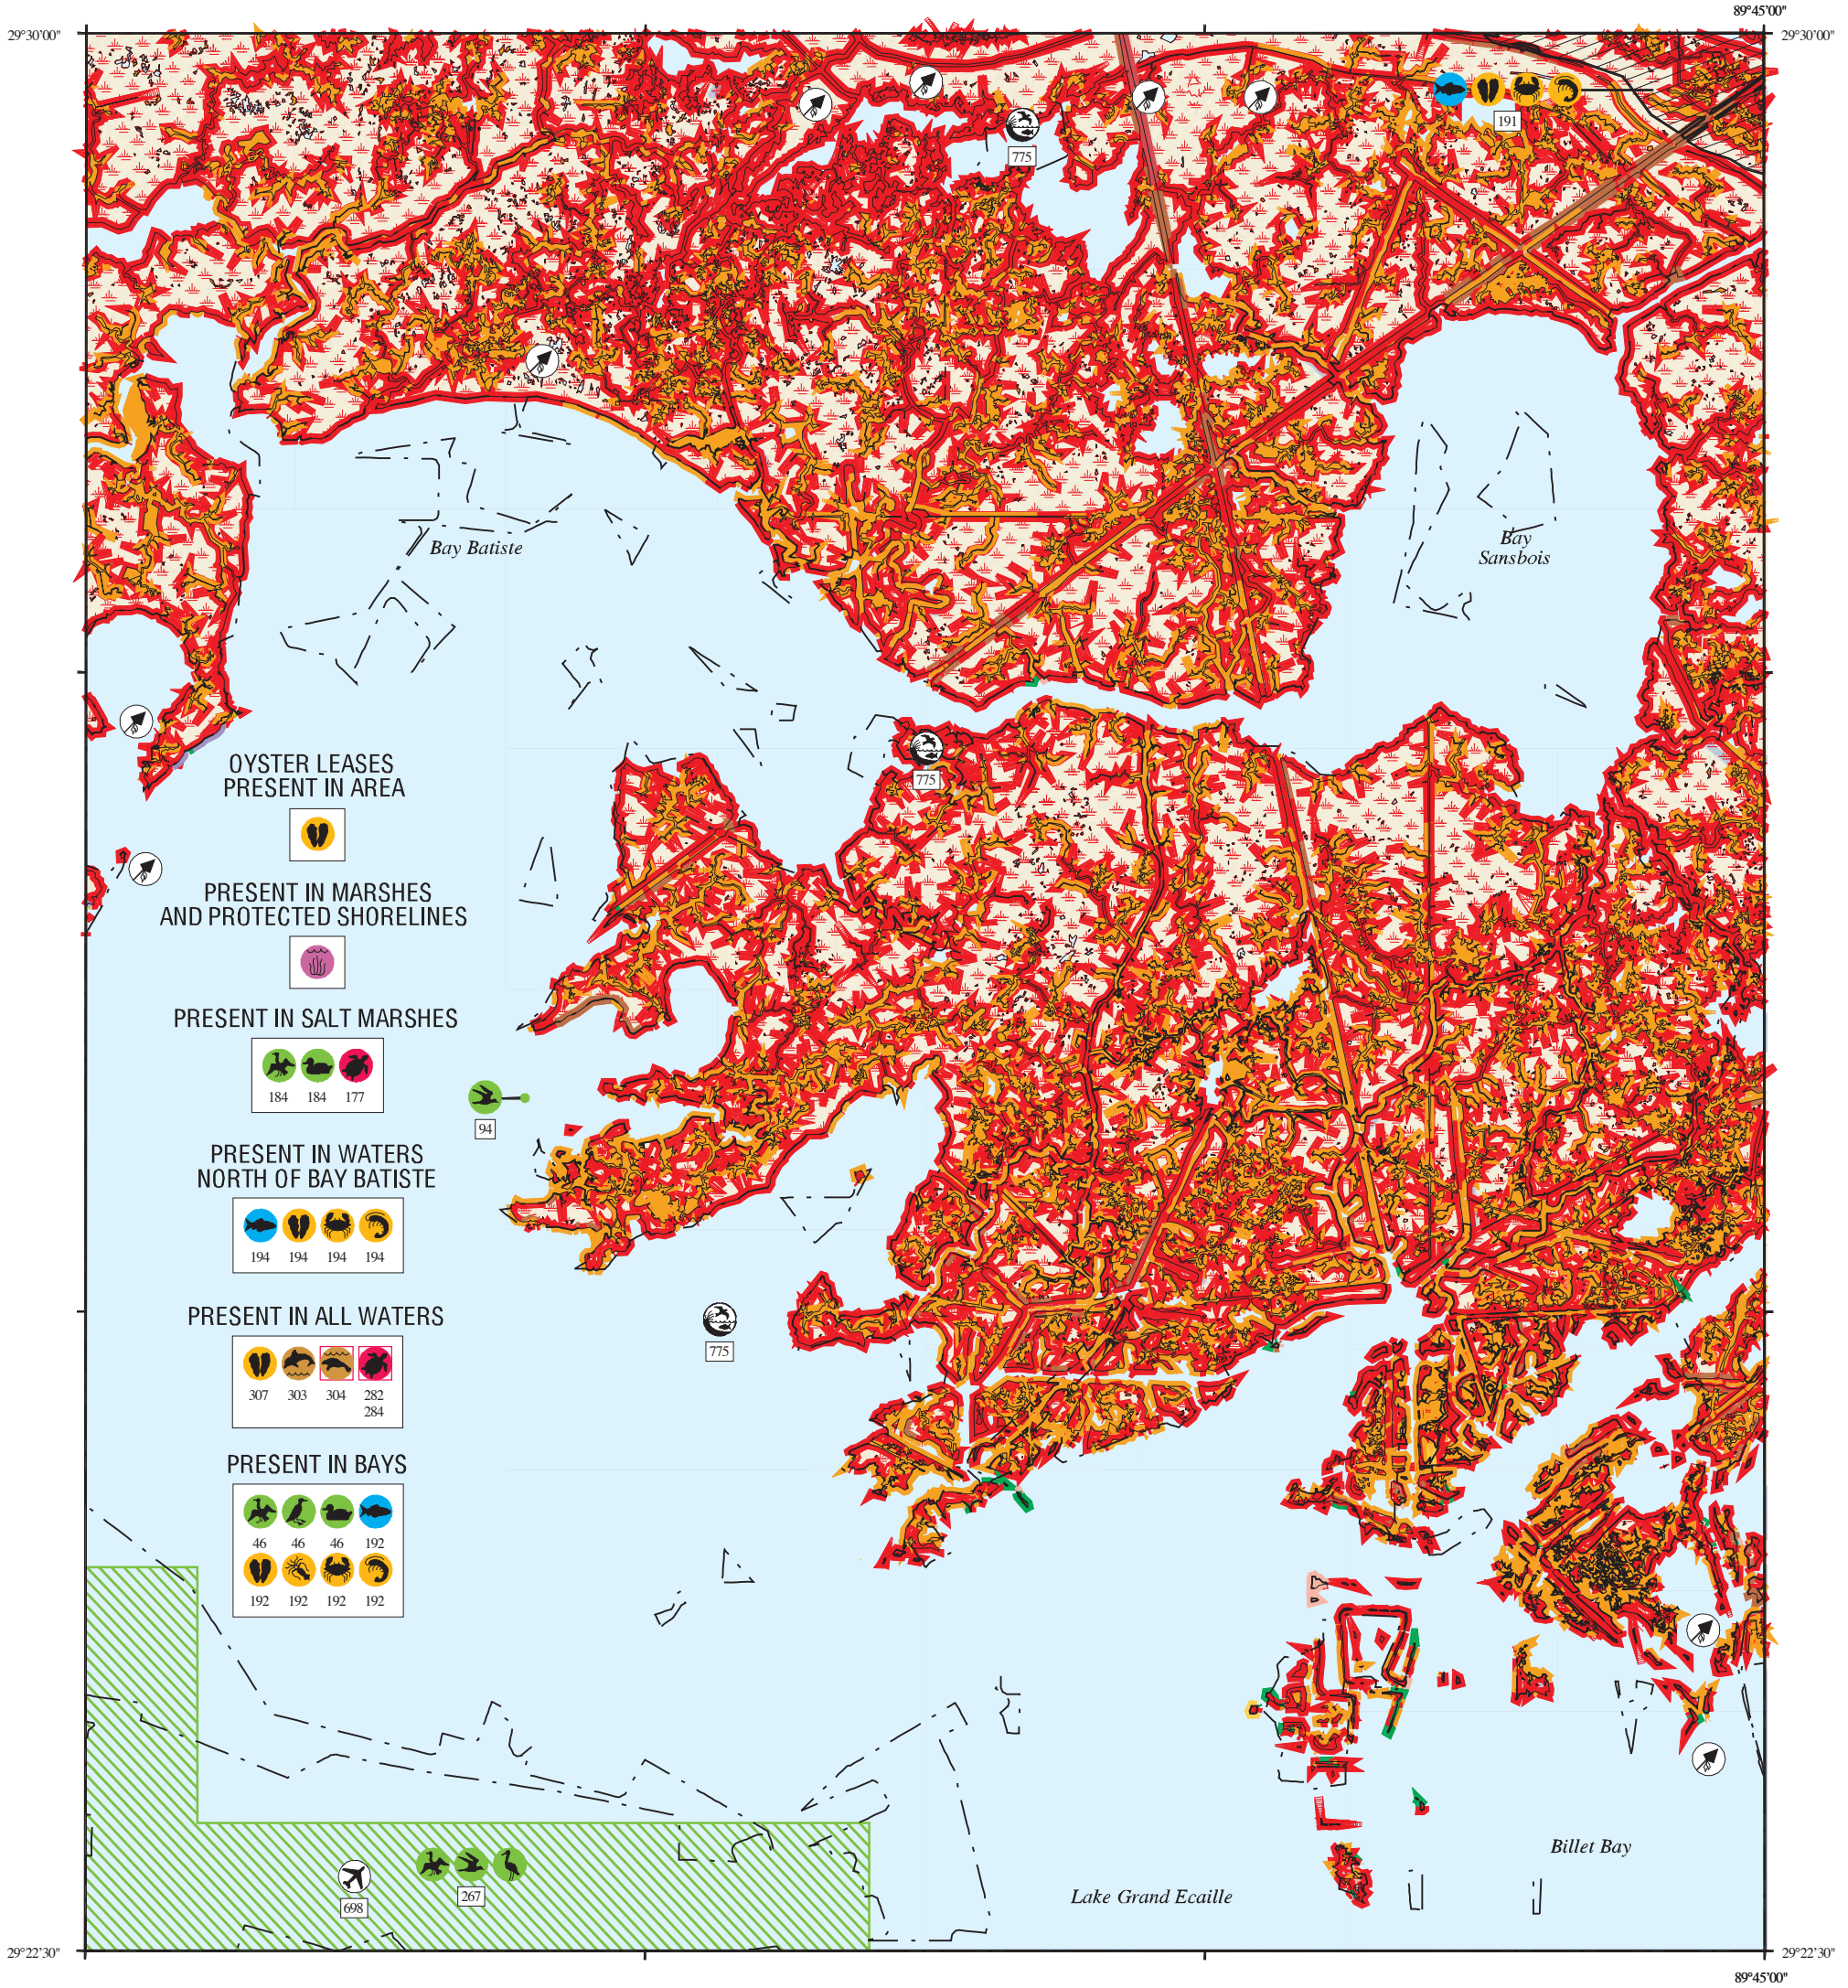 89°45'00"
29°30'00"
29°30'00"
191
775
Bay Batiste
Bay
Sansbois
775
OYSTER LEASES
PRESENT IN AREA
PRESENT IN MARSHES
AND PROTECTED SHORELINES
PRESENT IN SALT MARSHES
184 184 177
94
PRESENT IN WATERS
NORTH OF BAY BATISTE
194 194 194 194
PRESENT IN ALL WATERS
775
307 303 304 282
284
PRESENT IN BAYS
46 46 46 192
192 192 192 192
Billet Bay
Lake Grand Ecaille
267
698
29°22'30"
29°22'30"
89°45'00"